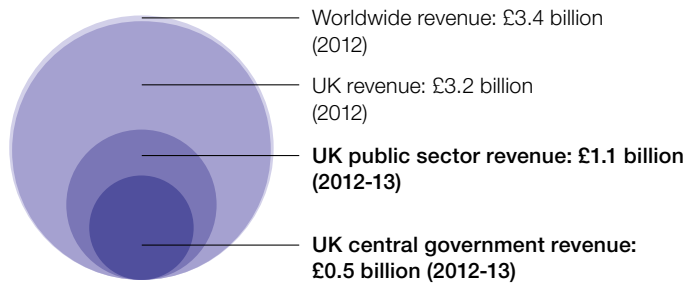 Worldwide revenue: £3.4 billion
(2012)
UK revenue: £3.2 billion
(2012)
UK public sector revenue: £1.1 billion
(2012-13)
UK central government revenue:
£0.5 billion (2012-13)